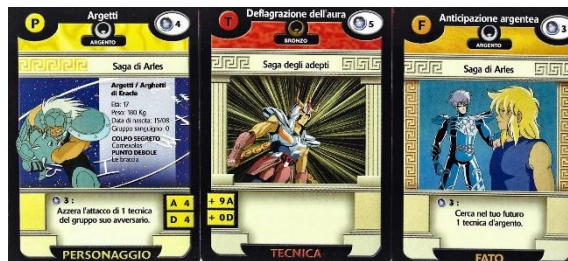 P
Argetti
4
ARGENTO
Saga di Arles
Argetti / Arghetti
di Eracle
Età: 17
Peso: 180 Kg
Data di nascita: 15/08
Gruppo sanguigno: 0
COLPO SEGRETO
Cornexolos
PUNTO DEBOLE
Le braccia
3 :
Azzera l'attacco di 1 tecnica
del gruppo suo avversario.
A 4
D 4
PERSONAGGIO
T
Deflagrazione dell'aura
5
BRONZO
Saga degli adepti
+ 9A
+ 0D
TECNICA
F
Anticipazione argentea
3
ARGENTO
Saga di Arles
3 :
Cerca nel tuo futuro
1 tecnica d'argento.
FATO